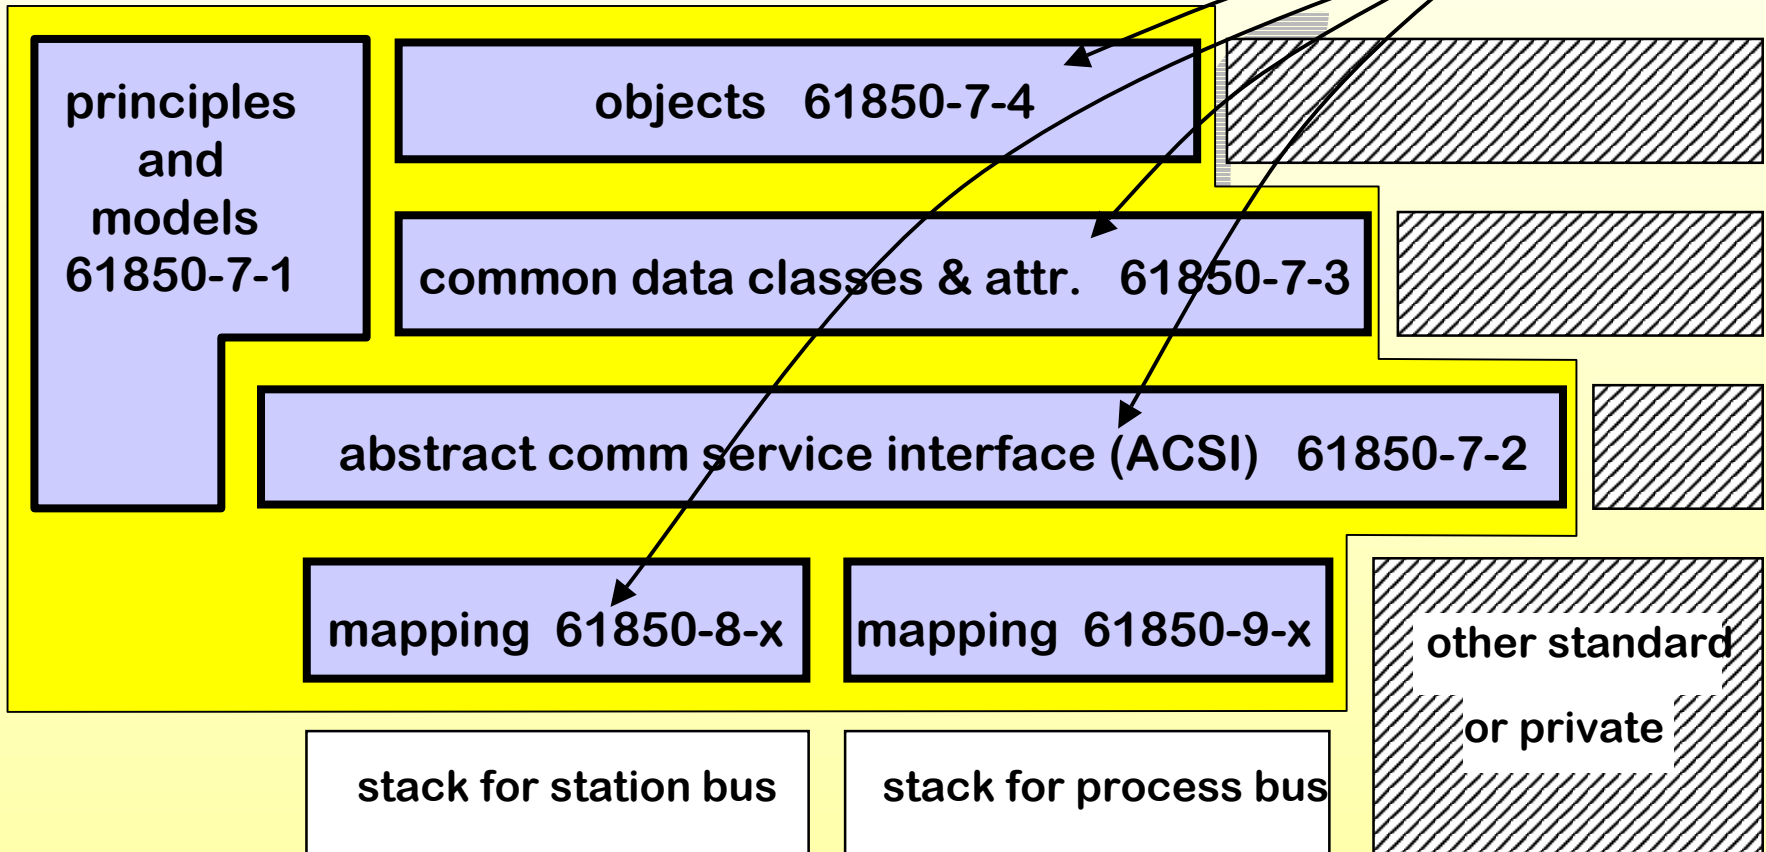 principles
and
models
61850-7-1
objects 61850-7-4
common data classes & attr. 61850-7-3
abstract comm service interface (ACSI) 61850-7-2
mapping 61850-8-x
mapping 61850-9-x
other standard
or private
stack for station bus
stack for process bus